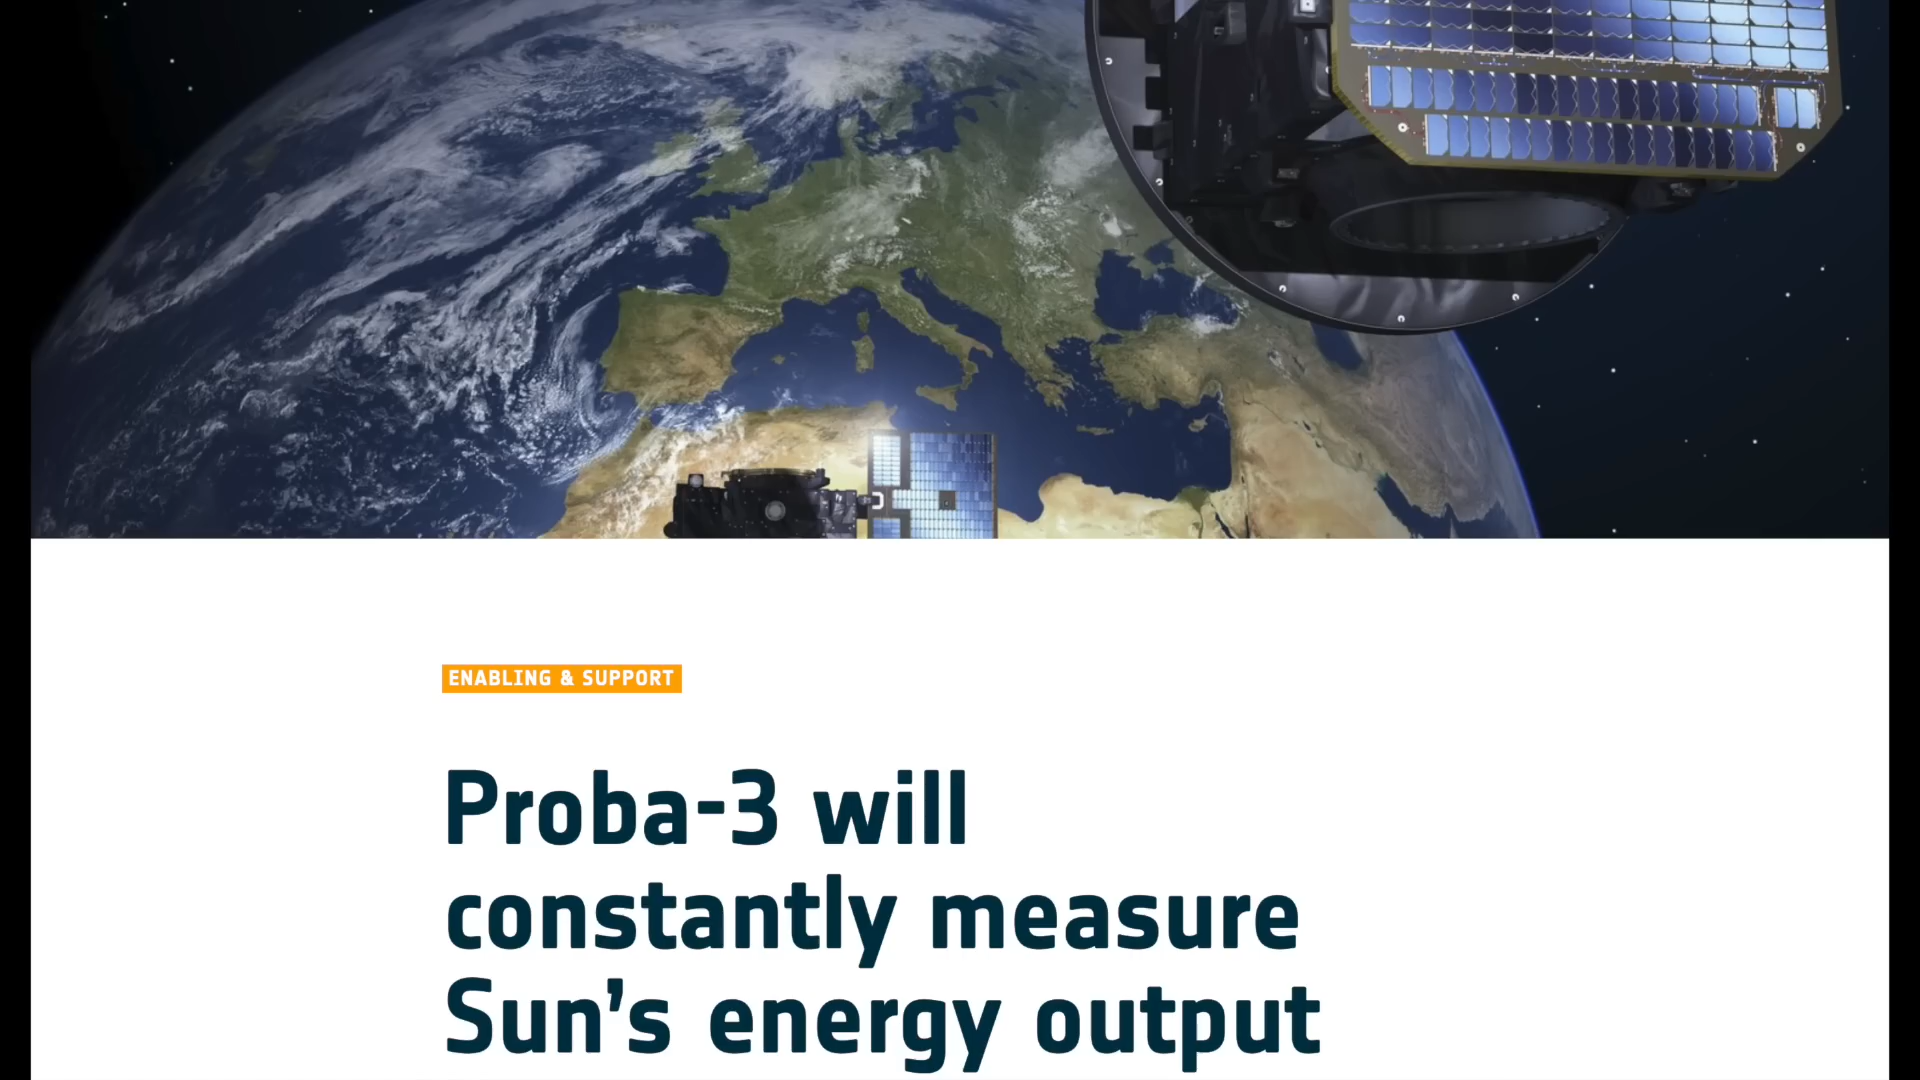 ENABLING & SUPPORT
Proba-3 will
constantly measure
Sun’s energy output